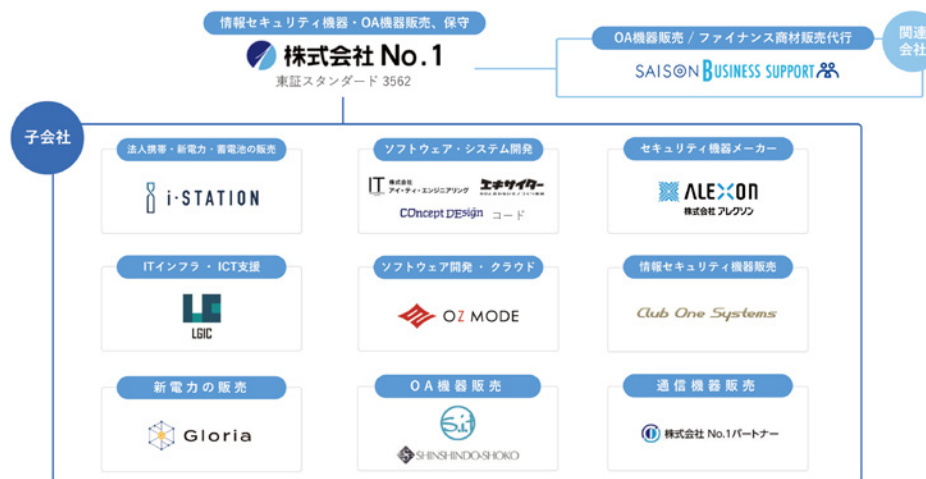 情報セキュリティ機器・OA機器販売、保守
株式会社 No.1
東証スタンダード 3562
OA機器販売 / ファイナンス商材販売代行
関連
会社
SAISON BUSINESS SUPPORT
子会社
法人携帯・新電力・蓄電池の販売
i-STATION
ソフトウェア・システム開発
IT 株式会社
アイ・ティ・エンジニアリング
エキサイター
COncept DEsign コード
セキュリティ機器メーカー
ALEXON
株式会社 アレクソン
ITインフラ ・ ICT支援
LGIC
ソフトウェア開発 ・ クラウド
OZ MODE
情報セキュリティ機器販売
Club One Systems
新電力の販売
Gloria
OA機器販売
S.i.t
SHINSHINDO-SHOKO
通信機器販売
株式会社 No.1パートナー